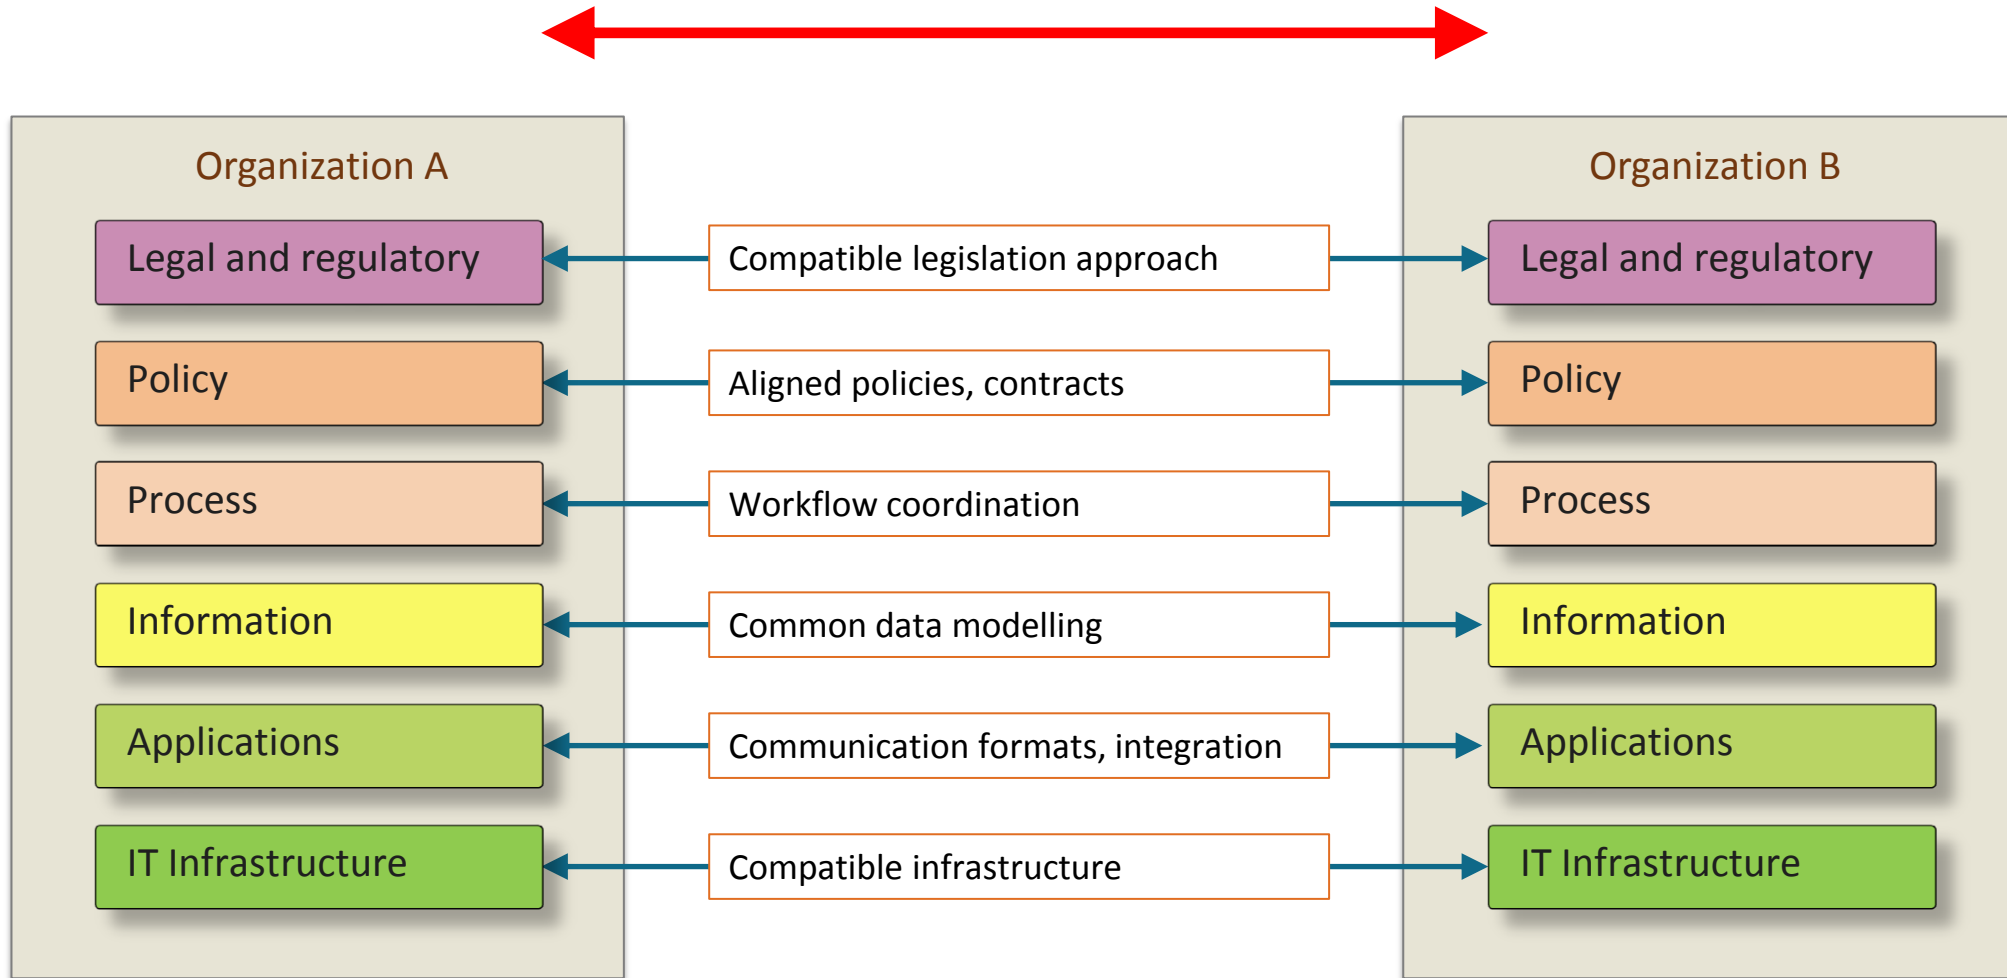 Organization A
Organization B
Legal and regulatory
Compatible legislation approach
Legal and regulatory
Policy
Aligned policies, contracts
Policy
Process
Workflow coordination
Process
Information
Common data modelling
Information
Applications
Communication formats, integration
Applications
IT Infrastructure
Compatible infrastructure
IT Infrastructure